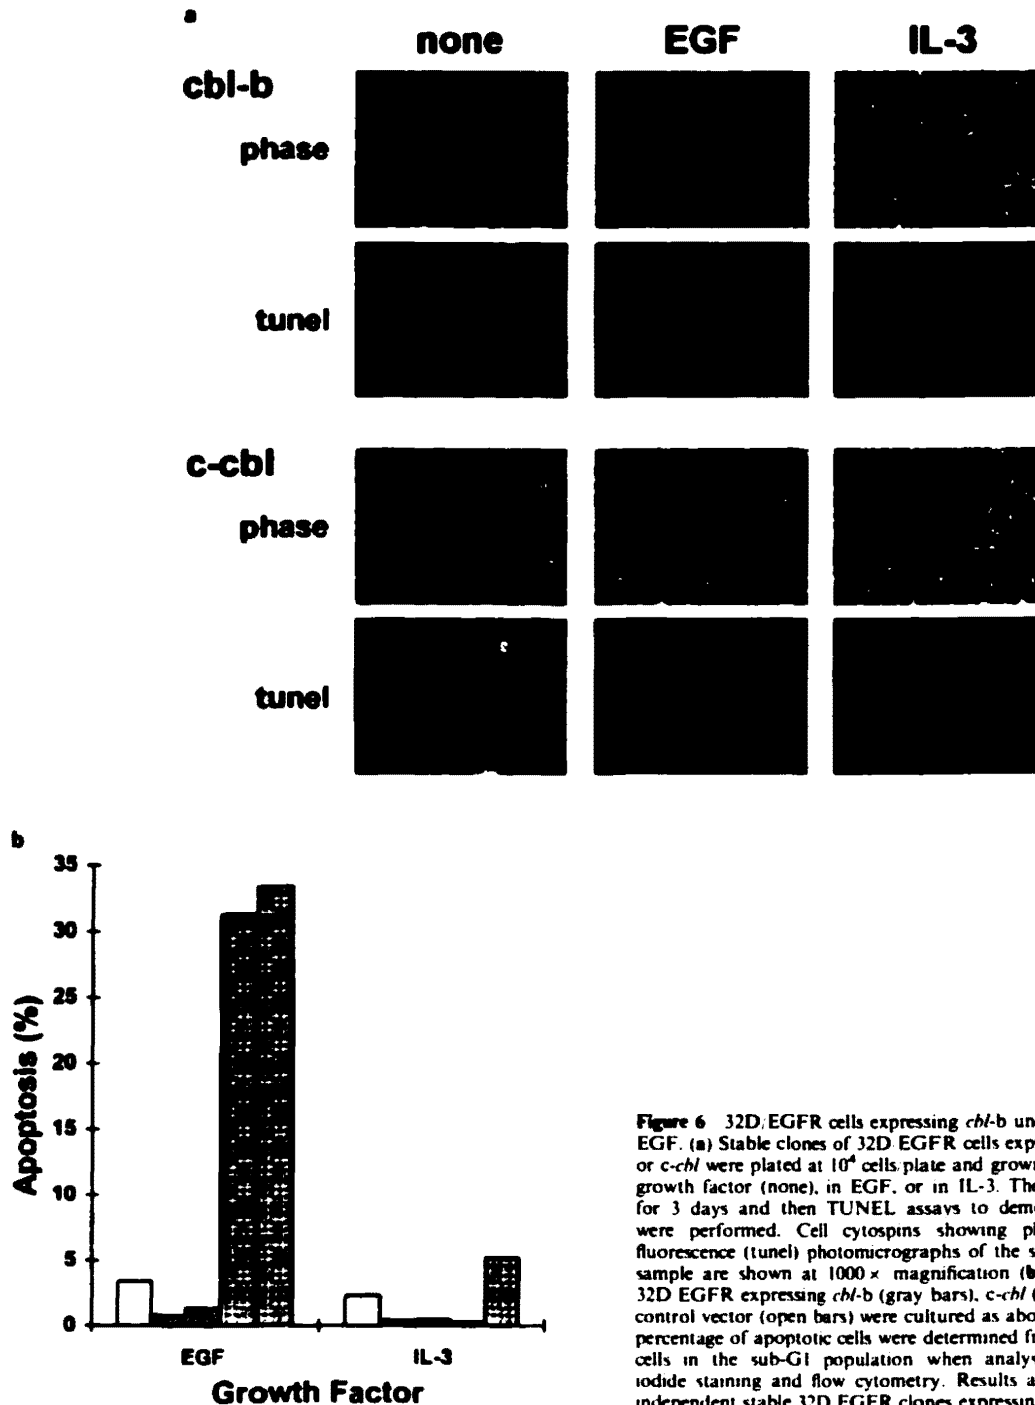 a
none EGF IL-3
cbl-b
phase
tunel
c-cbl
phase
tunel
b
35
30
25
20
15
10
5
0
Apoptosis (%)
EGF IL-3
Growth Factor
Figure 6 32D/EGFR cells expressing cbl-b un
EGF. (a) Stable clones of 32D EGFR cells exp
or c-cbl were plated at 10⁴ cells/plate and grow
growth factor (none), in EGF, or in IL-3. The
for 3 days and then TUNEL assays to dem
were performed. Cell cytospins showing p
fluorescence (tunel) photomicrographs of the s
sample are shown at 1000 × magnification (b
32D EGFR expressing cbl-b (gray bars), c-cbl (
control vector (open bars) were cultured as abo
percentage of apoptotic cells were determined f
cells in the sub-G1 population when analys
iodide staining and flow cytometry. Results a
independent stable 32D EGFR clones expressin